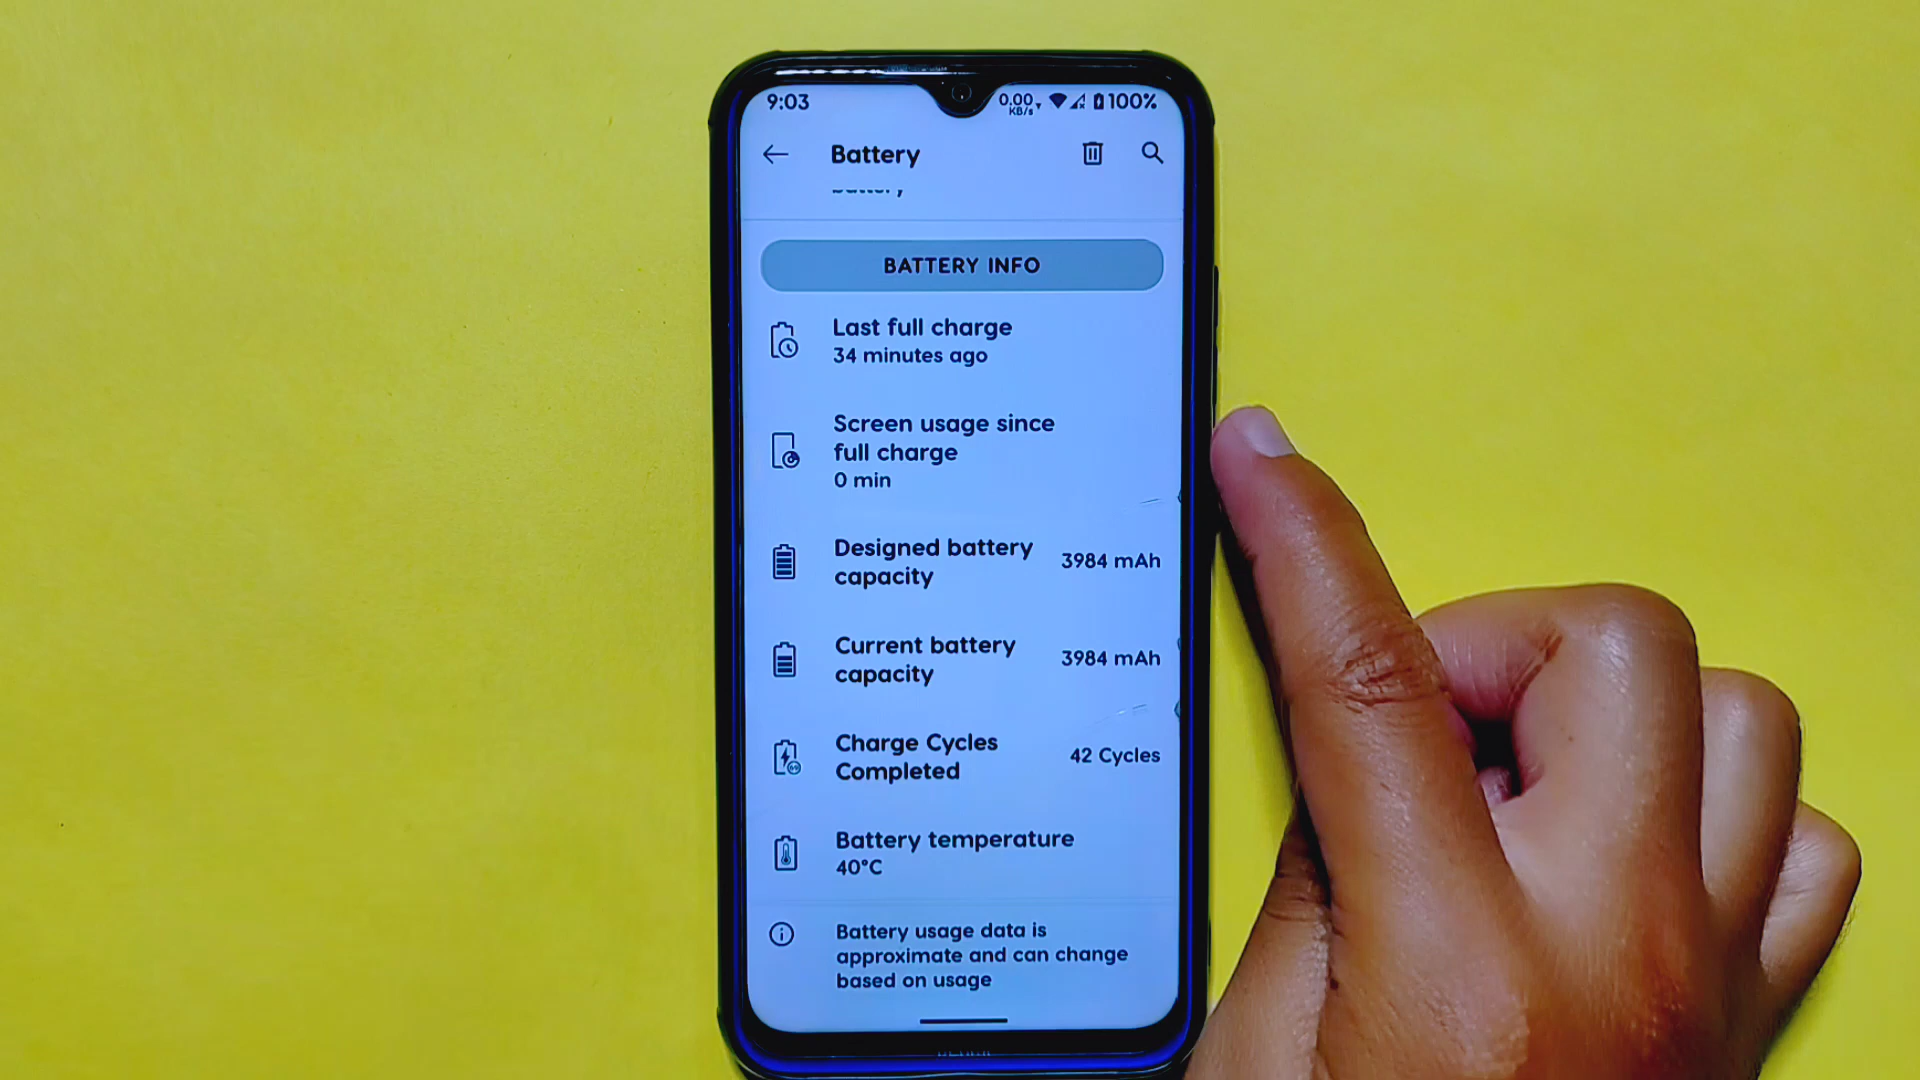 9:03
0.00
KB/s
100%
Battery
BATTERY INFO
Last full charge
34 minutes ago
Screen usage since
full charge
0 min
Designed battery
capacity
3984 mAh
Current battery
capacity
3984 mAh
Charge Cycles
Completed
42 Cycles
Battery temperature
40°C
Battery usage data is
approximate and can change
based on usage